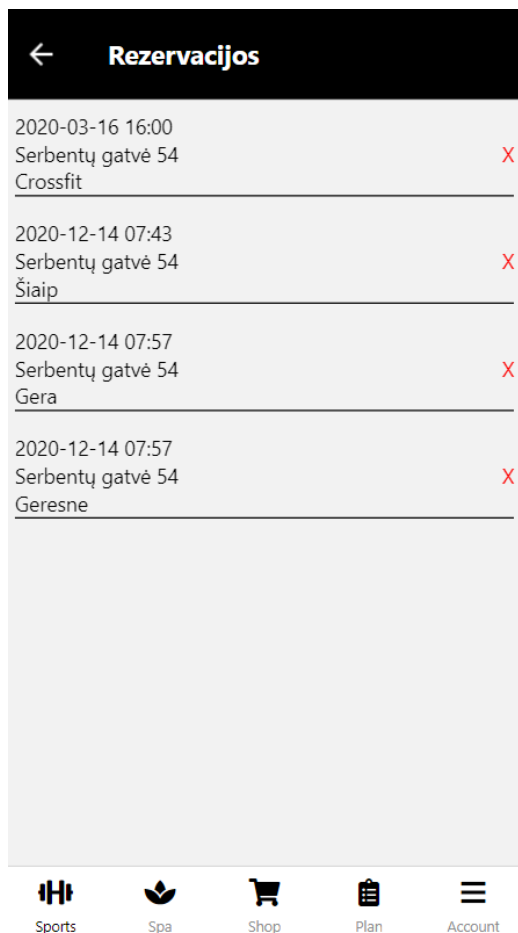 Rezervacijos
2020-03-16 16:00
Serbentų gatvė 54
X
Crossfit
2020-12-14 07:43
Serbentų gatvė 54
X
Šiaip
2020-12-14 07:57
Serbentų gatvė 54
X
Gera
2020-12-14 07:57
Serbentų gatvė 54
X
Geresne
Sports Spa Shop Plan Account